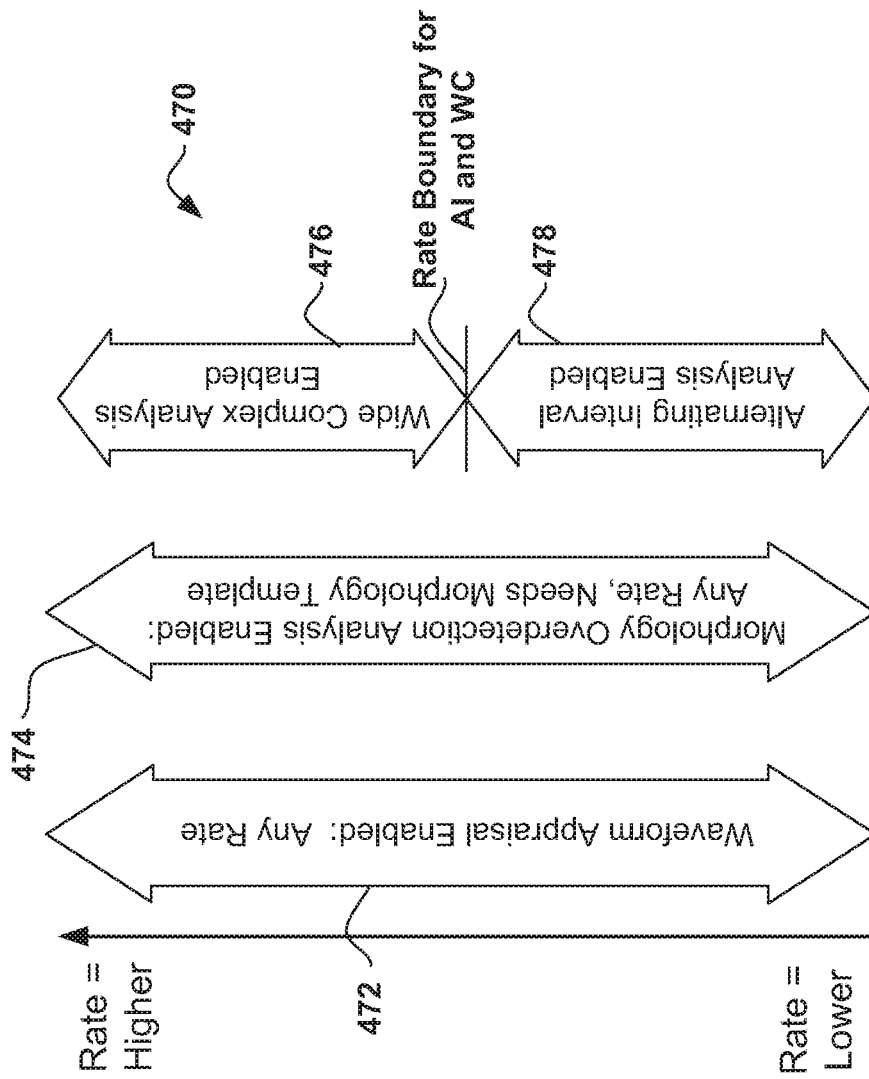 470
Rate =
Higher
474
476
Rate Boundary for
AI and WC
472
Waveform Appraisal Enabled:  Any Rate
Morphology Overdetection Analysis Enabled:
Any Rate, Needs Morphology Template
Wide Complex Analysis
Enabled
478
Alternating Interval
Analysis Enabled
Rate =
Lower